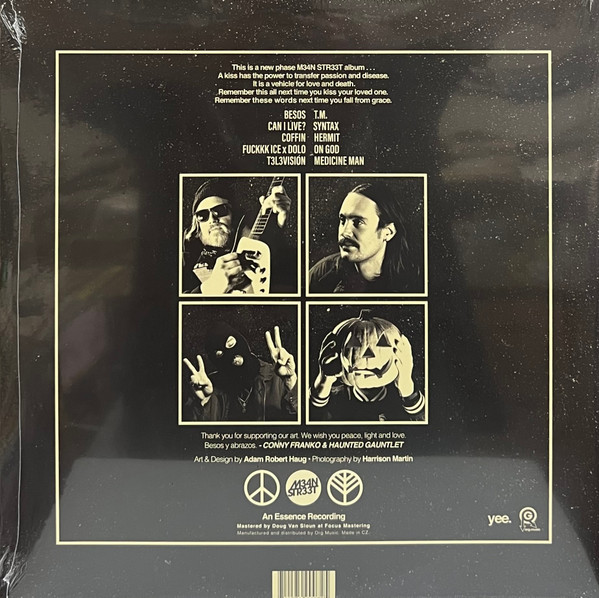 This is a new phase M34N STR33T album . . .
A kiss has the power to transfer passion and disease.
It is a vehicle for love and death.
Remember this all next time you kiss your loved one.
Remember these words next time you fall from grace.
BESOS T.M.
CAN I LIVE? SYNTAX
COFFIN HERMIT
FUCKKK ICE x DOLO ON GOD
T3L3VISIÓN MEDICINE MAN
Thank you for supporting our art. We wish you peace, light and love.
Besos y abrazos. - CONNY FRANKO & HAUNTED GAUNTLET
Art & Design by Adam Robert Haug • Photography by Harrison Martin
M34N
STR33T
An Essence Recording
Mastered by Doug Van Sloun at Focus Mastering
Manufactured and distributed by Org Music. Made in CZ.
yee.